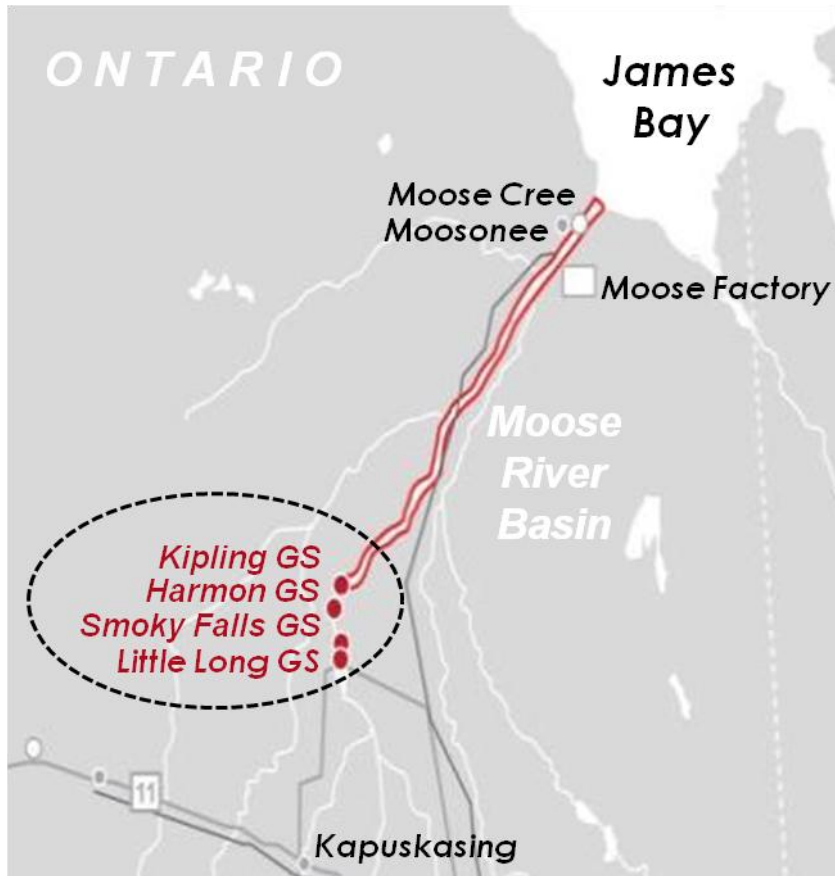 ONTARIO
James
Bay
Moose Cree
Moosonee
Moose Factory
Moose
River
Basin
Kipling GS
Harmon GS
Smoky Falls GS
Little Long GS
11
Kapuskasing